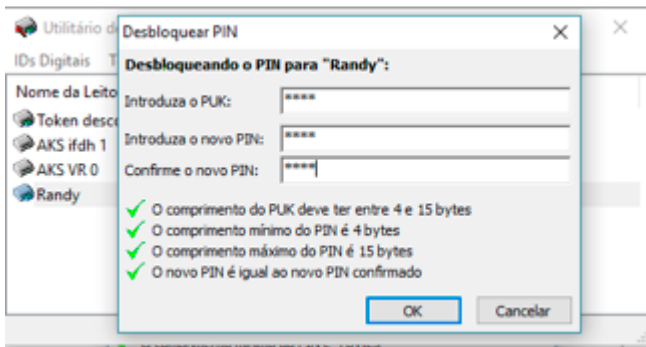 Utilitário d
Desbloquear PIN
IDs Digitais T
Desbloqueando o PIN para "Randy":
Nome da Leito
Introduza o PUK: ****
Token desco
Introduza o novo PIN: ****
AKS ifdh 1
AKS VR 0
Confirme o novo PIN: ****
Randy
O comprimento do PUK deve ter entre 4 e 15 bytes
O comprimento mínimo do PIN é 4 bytes
O comprimento máximo do PIN é 15 bytes
O novo PIN é igual ao novo PIN confirmado
OK Cancelar